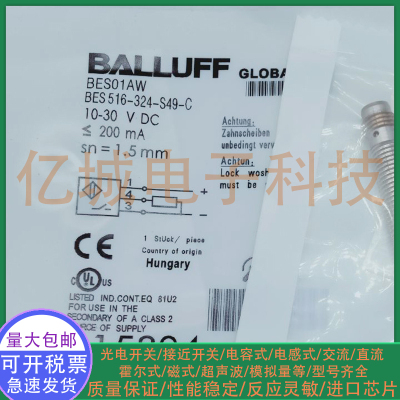 BALLUFF GLOBA
BES01AW
BES 516-324-S49-C
10-30 V DC
≤ 200 mA
sn = 1.5 mm
Achtung:
Zahnscheiben
unbedingt verw
Attention:
Lock wash
must be
亿城电子科技
1
4
3
+
-
CE
1 Stück/ piece
Country of origin
Hungary
UL
US
LISTED IND.CONT.EQ 81U2
FOR USE IN THE
SECONDARY OF A CLASS 2
SOURCE OF SUPPLY
量大包邮
可开税票
急速发货
光电开关/接近开关/电容式/电感式/交流/直流
霍尔式/磁式/超声波/模拟量等/型号齐全
质量保证/性能稳定/反应灵敏/进口芯片